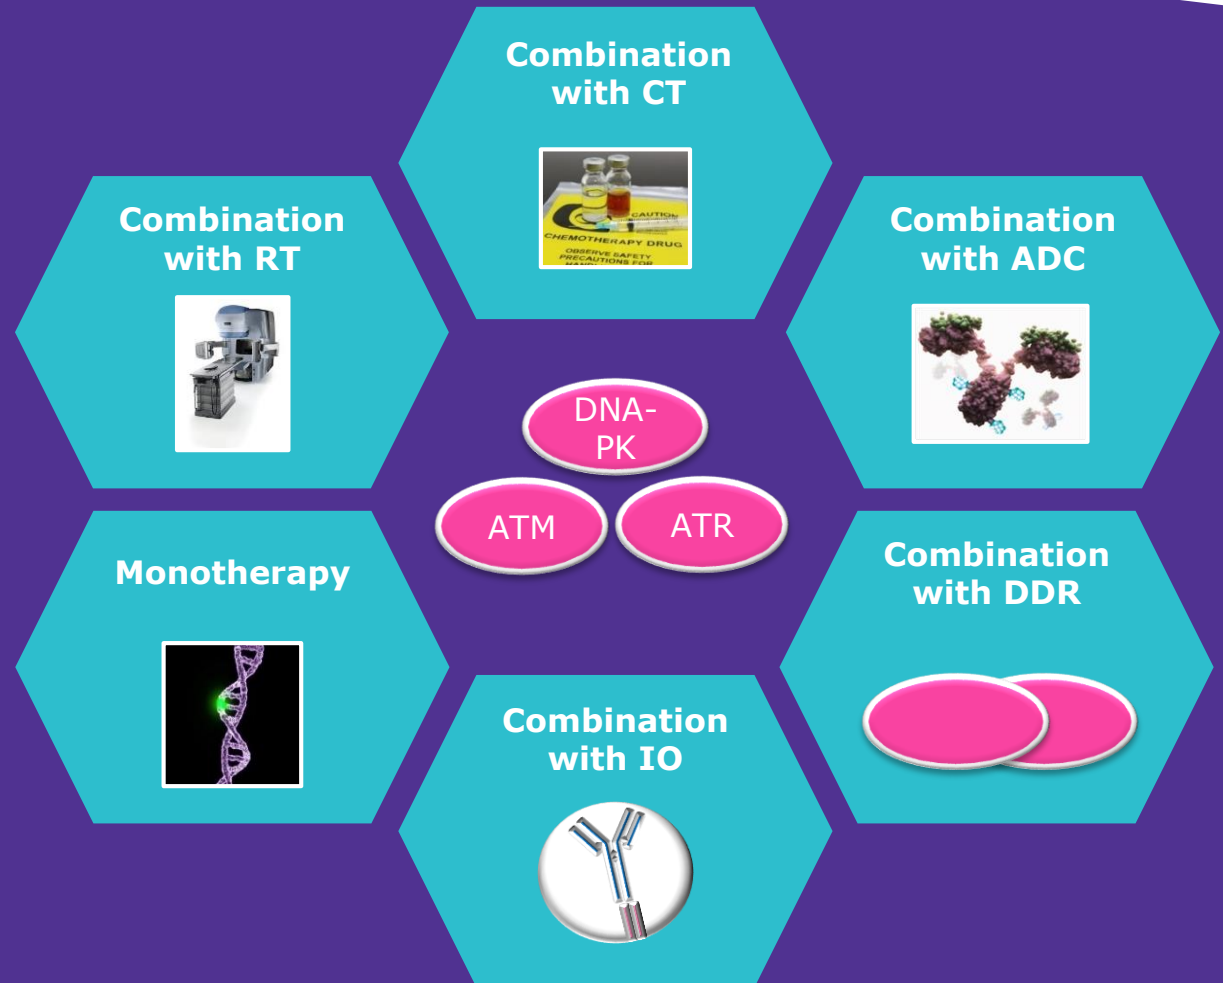 Combination
with CT
CAUTION
CHEMOTHERAPY DRUG
OBSERVE SAFETY
PRECAUTIONS FOR
Combination
with RT
Combination
with ADC
DNA-
PK
ATM
ATR
Monotherapy
Combination
with DDR
Combination
with IO